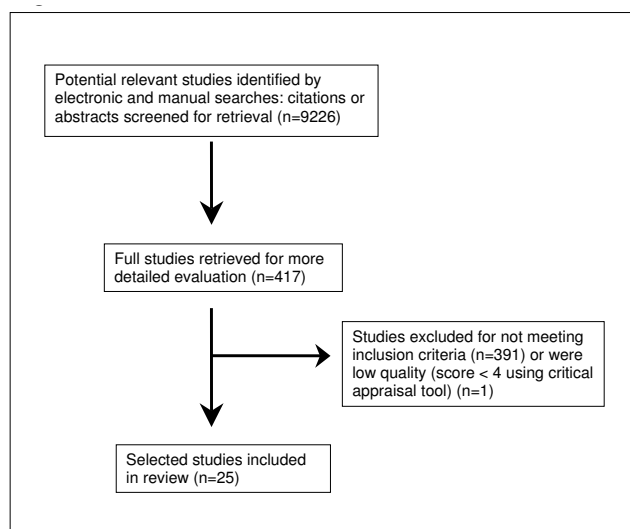 Potential relevant studies identified by
electronic and manual searches: citations or
abstracts screened for retrieval (n=9226)
Full studies retrieved for more
detailed evaluation (n=417)
Studies excluded for not meeting
inclusion criteria (n=391) or were
low quality (score < 4 using critical
appraisal tool) (n=1)
Selected studies included
in review (n=25)